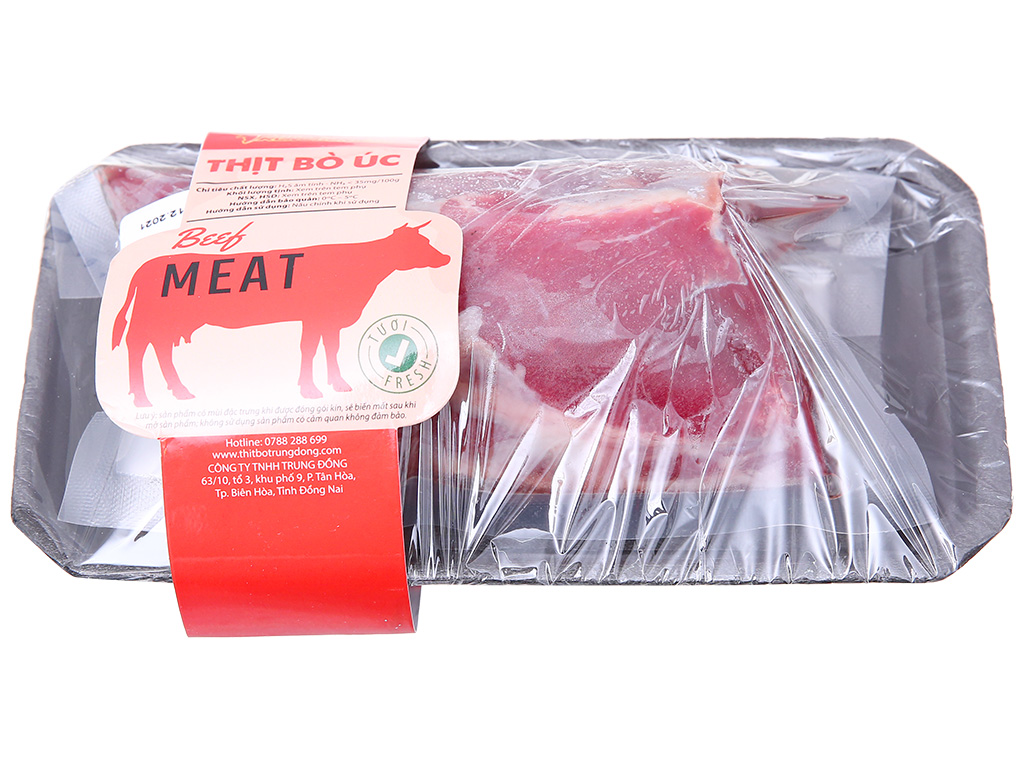 THỊT BÒ ÚC
Chỉ tiêu chất lượng: H₂S âm tính - NH₃ < 35mg/100g
Khối lượng tịnh: Xem trên tem phụ
NSX, HSD: Xem trên tem phụ
Hướng dẫn bảo quản: 0°C - 5°C
Hướng dẫn sử dụng: Nấu chính khi sử dụng
12 2021
Beef
MEAT
TƯƠI
FRESH
Lưu ý: sản phẩm có mùi đặc trưng khi được đóng gói kín, sẽ biến mất sau khi
mở sản phẩm; không sử dụng sản phẩm có cảm quan không đảm bảo.
Hotline: 0788 288 699
www.thitbotrungdong.com
CÔNG TY TNHH TRUNG ĐỒNG
63/10, tổ 3, khu phố 9, P. Tân Hòa,
Tp. Biên Hòa, Tỉnh Đồng Nai